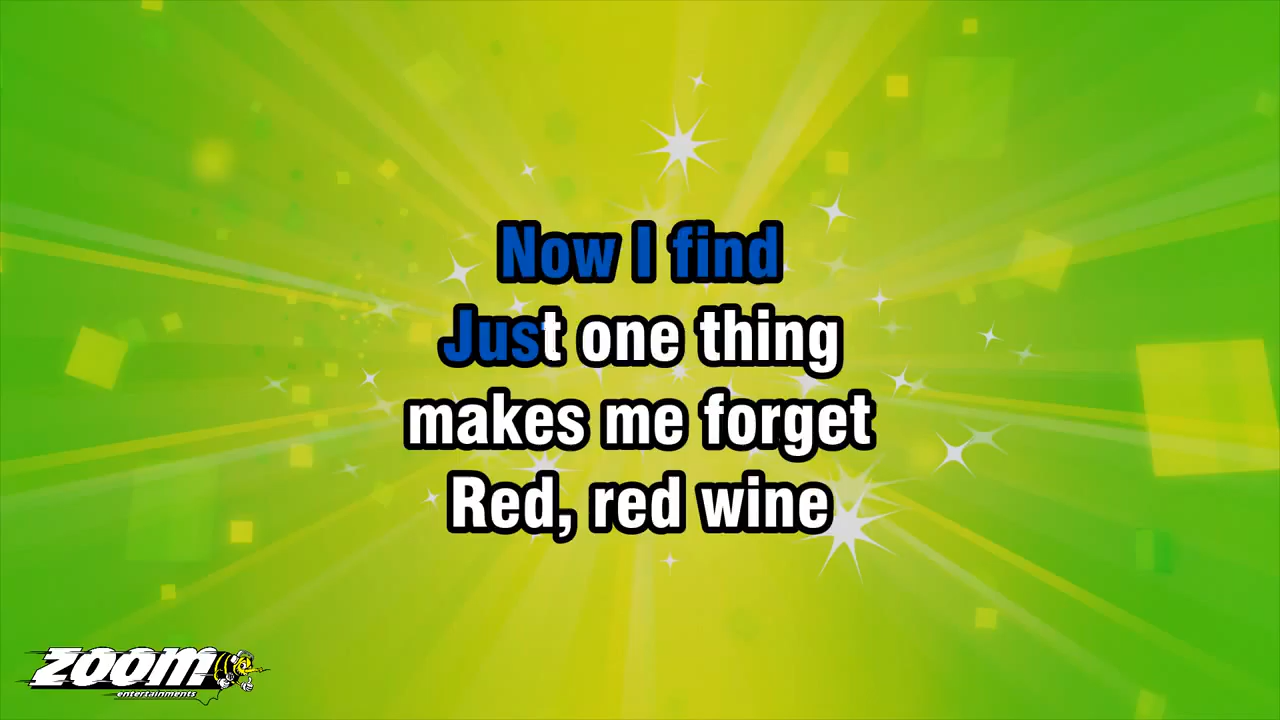 Now I find
Just one thing
makes me forget
Red, red wine
zoom
entertainments